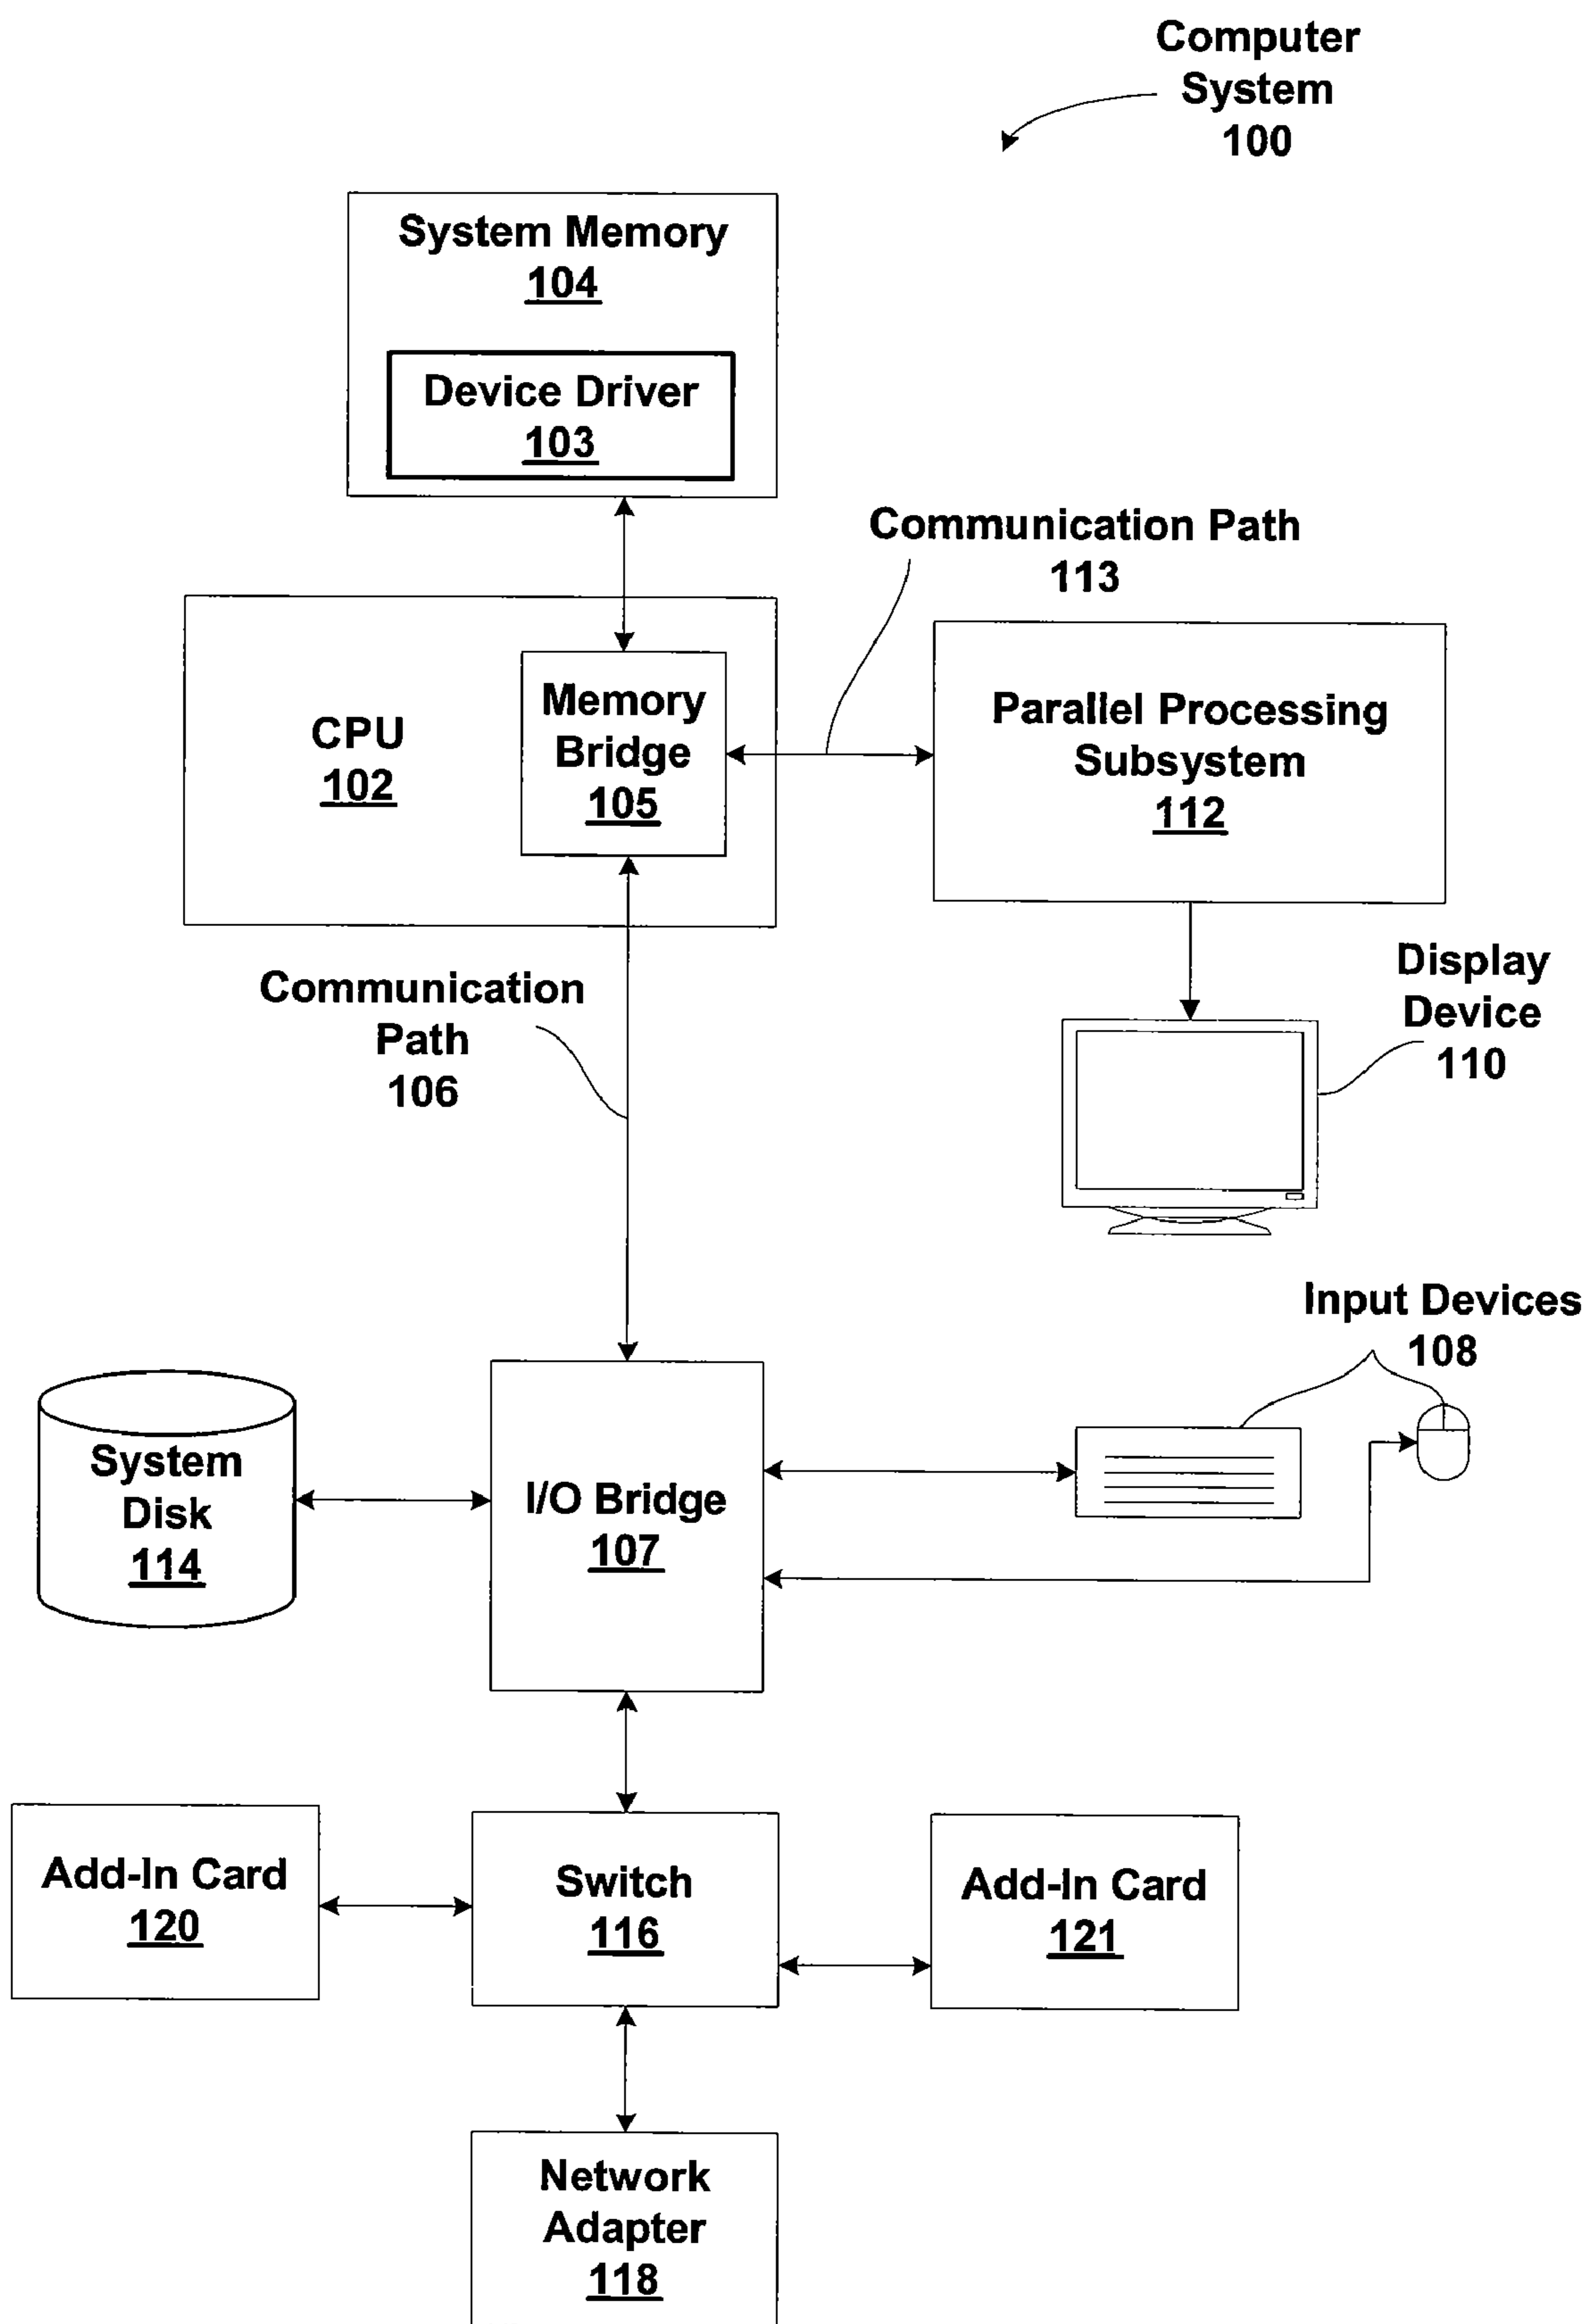 Computer
System
100
System Memory
104
Device Driver
103
Communication Path
113
CPU
102
Memory
Bridge
105
Parallel Processing
Subsystem
112
Communication
Path
106
Display
Device
110
Input Devices
108
System
Disk
114
I/O Bridge
107
Add-In Card
120
Switch
116
Add-In Card
121
Network
Adapter
118